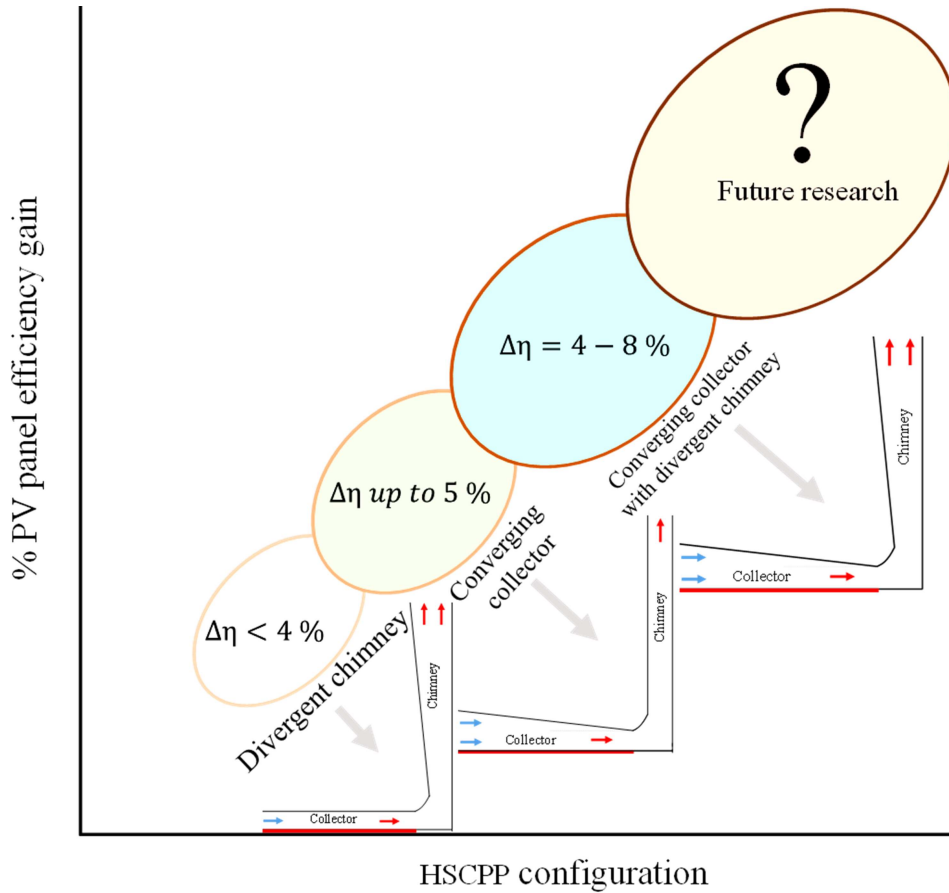 % PV panel efficiency gain
?
Future research
Δη = 4 − 8 %
Δη up to 5 %
Δη < 4 %
Converging collector
with divergent chimney
Converging
collector
Divergent chimney
Chimney
Collector
Chimney
Collector
Chimney
Collector
HSCPP configuration